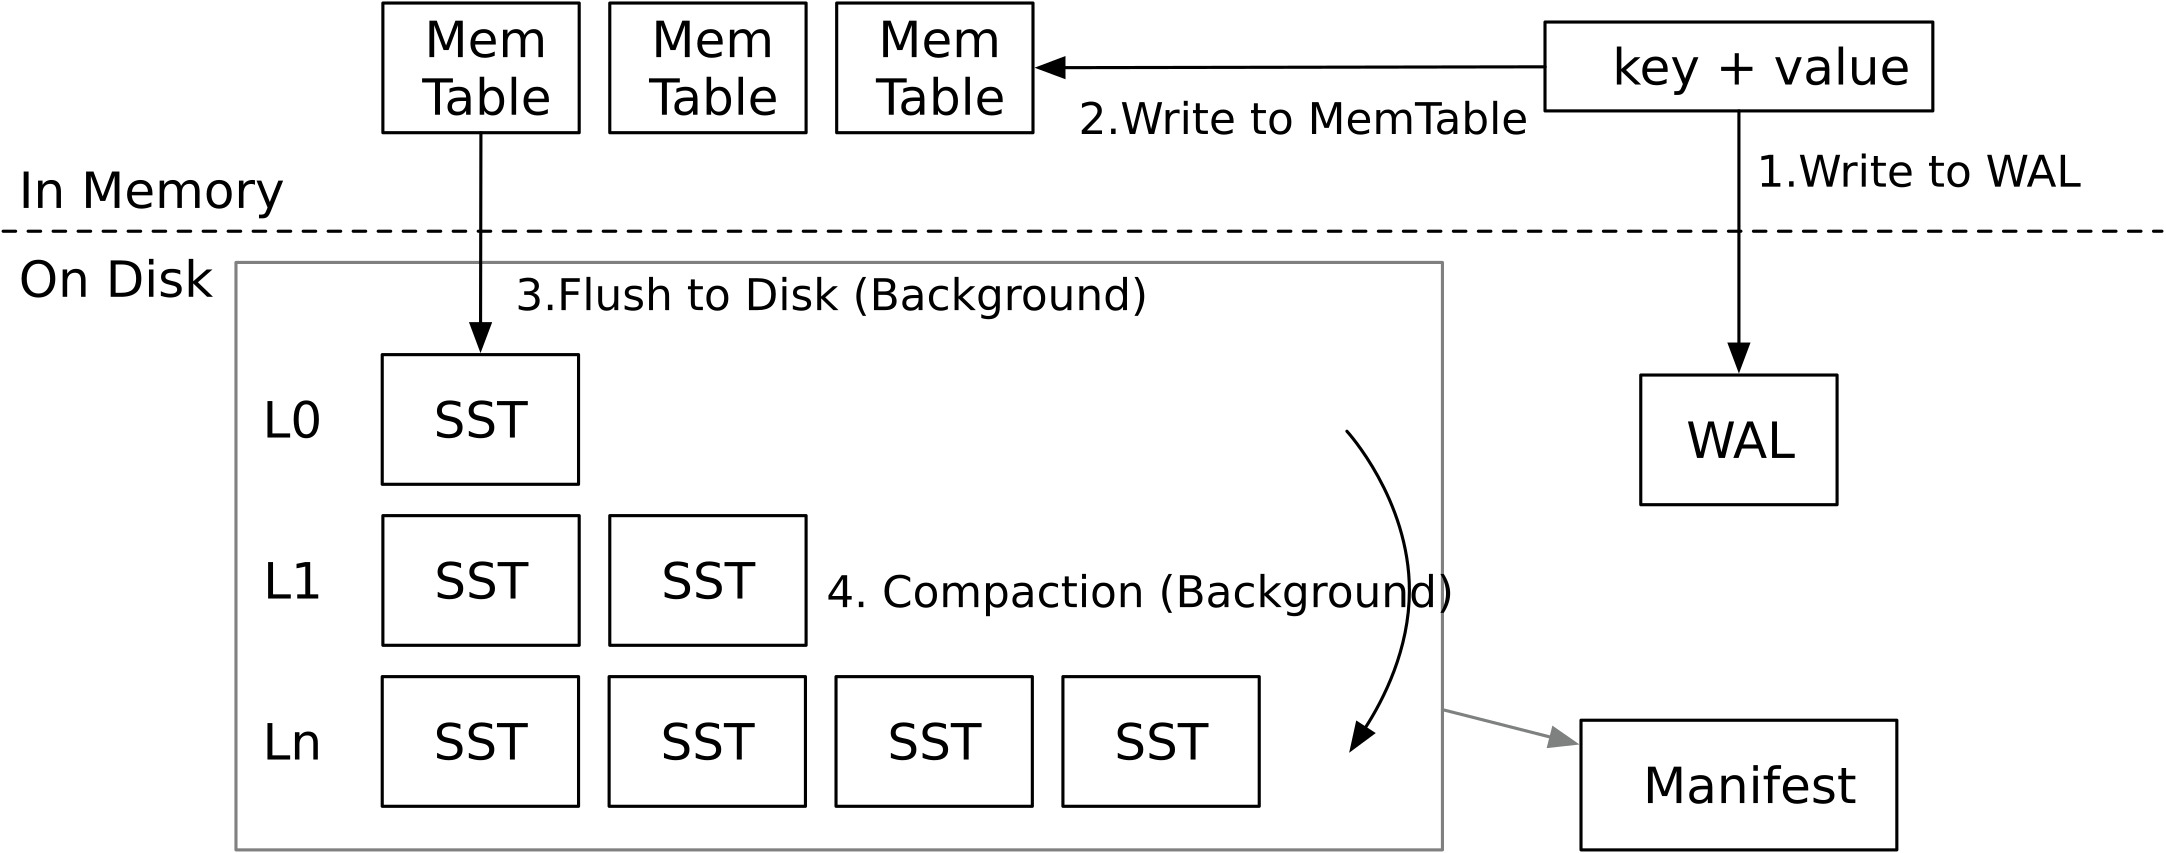 Mem
Table
Mem
Table
Mem
Table
key + value
2.Write to MemTable
1.Write to WAL
In Memory
On Disk
3.Flush to Disk (Background)
L0
SST
WAL
L1
SST
SST
4. Compaction (Background)
Ln
SST
SST
SST
SST
Manifest